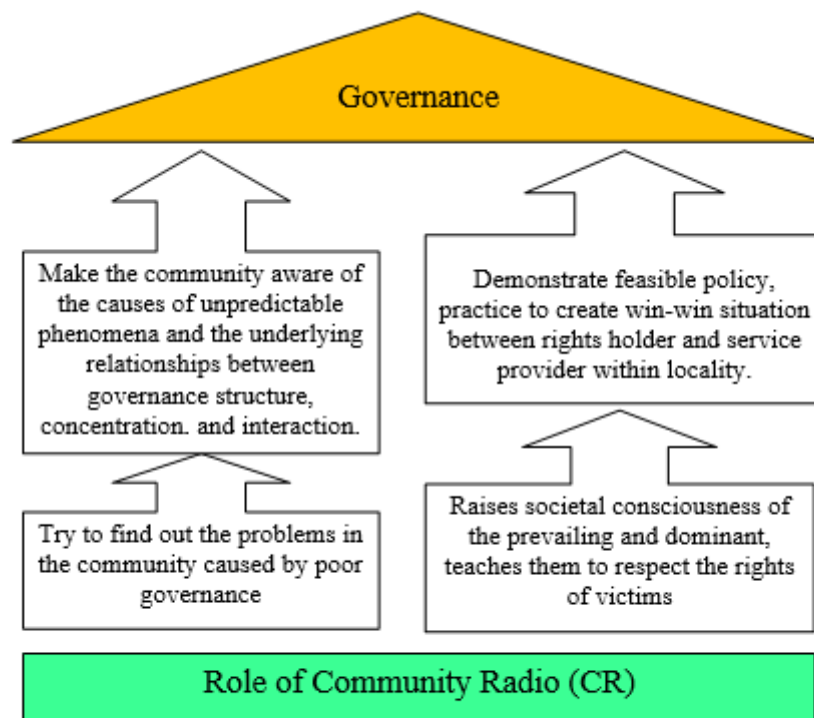 Governance
Make the community aware of
the causes of unpredictable
phenomena and the underlying
relationships between
governance structure,
concentration. and interaction.
Demonstrate feasible policy,
practice to create win-win situation
between rights holder and service
provider within locality.
Try to find out the problems in
the community caused by poor
governance
Raises societal consciousness of
the prevailing and dominant,
teaches them to respect the rights
of victims
Role of Community Radio (CR)